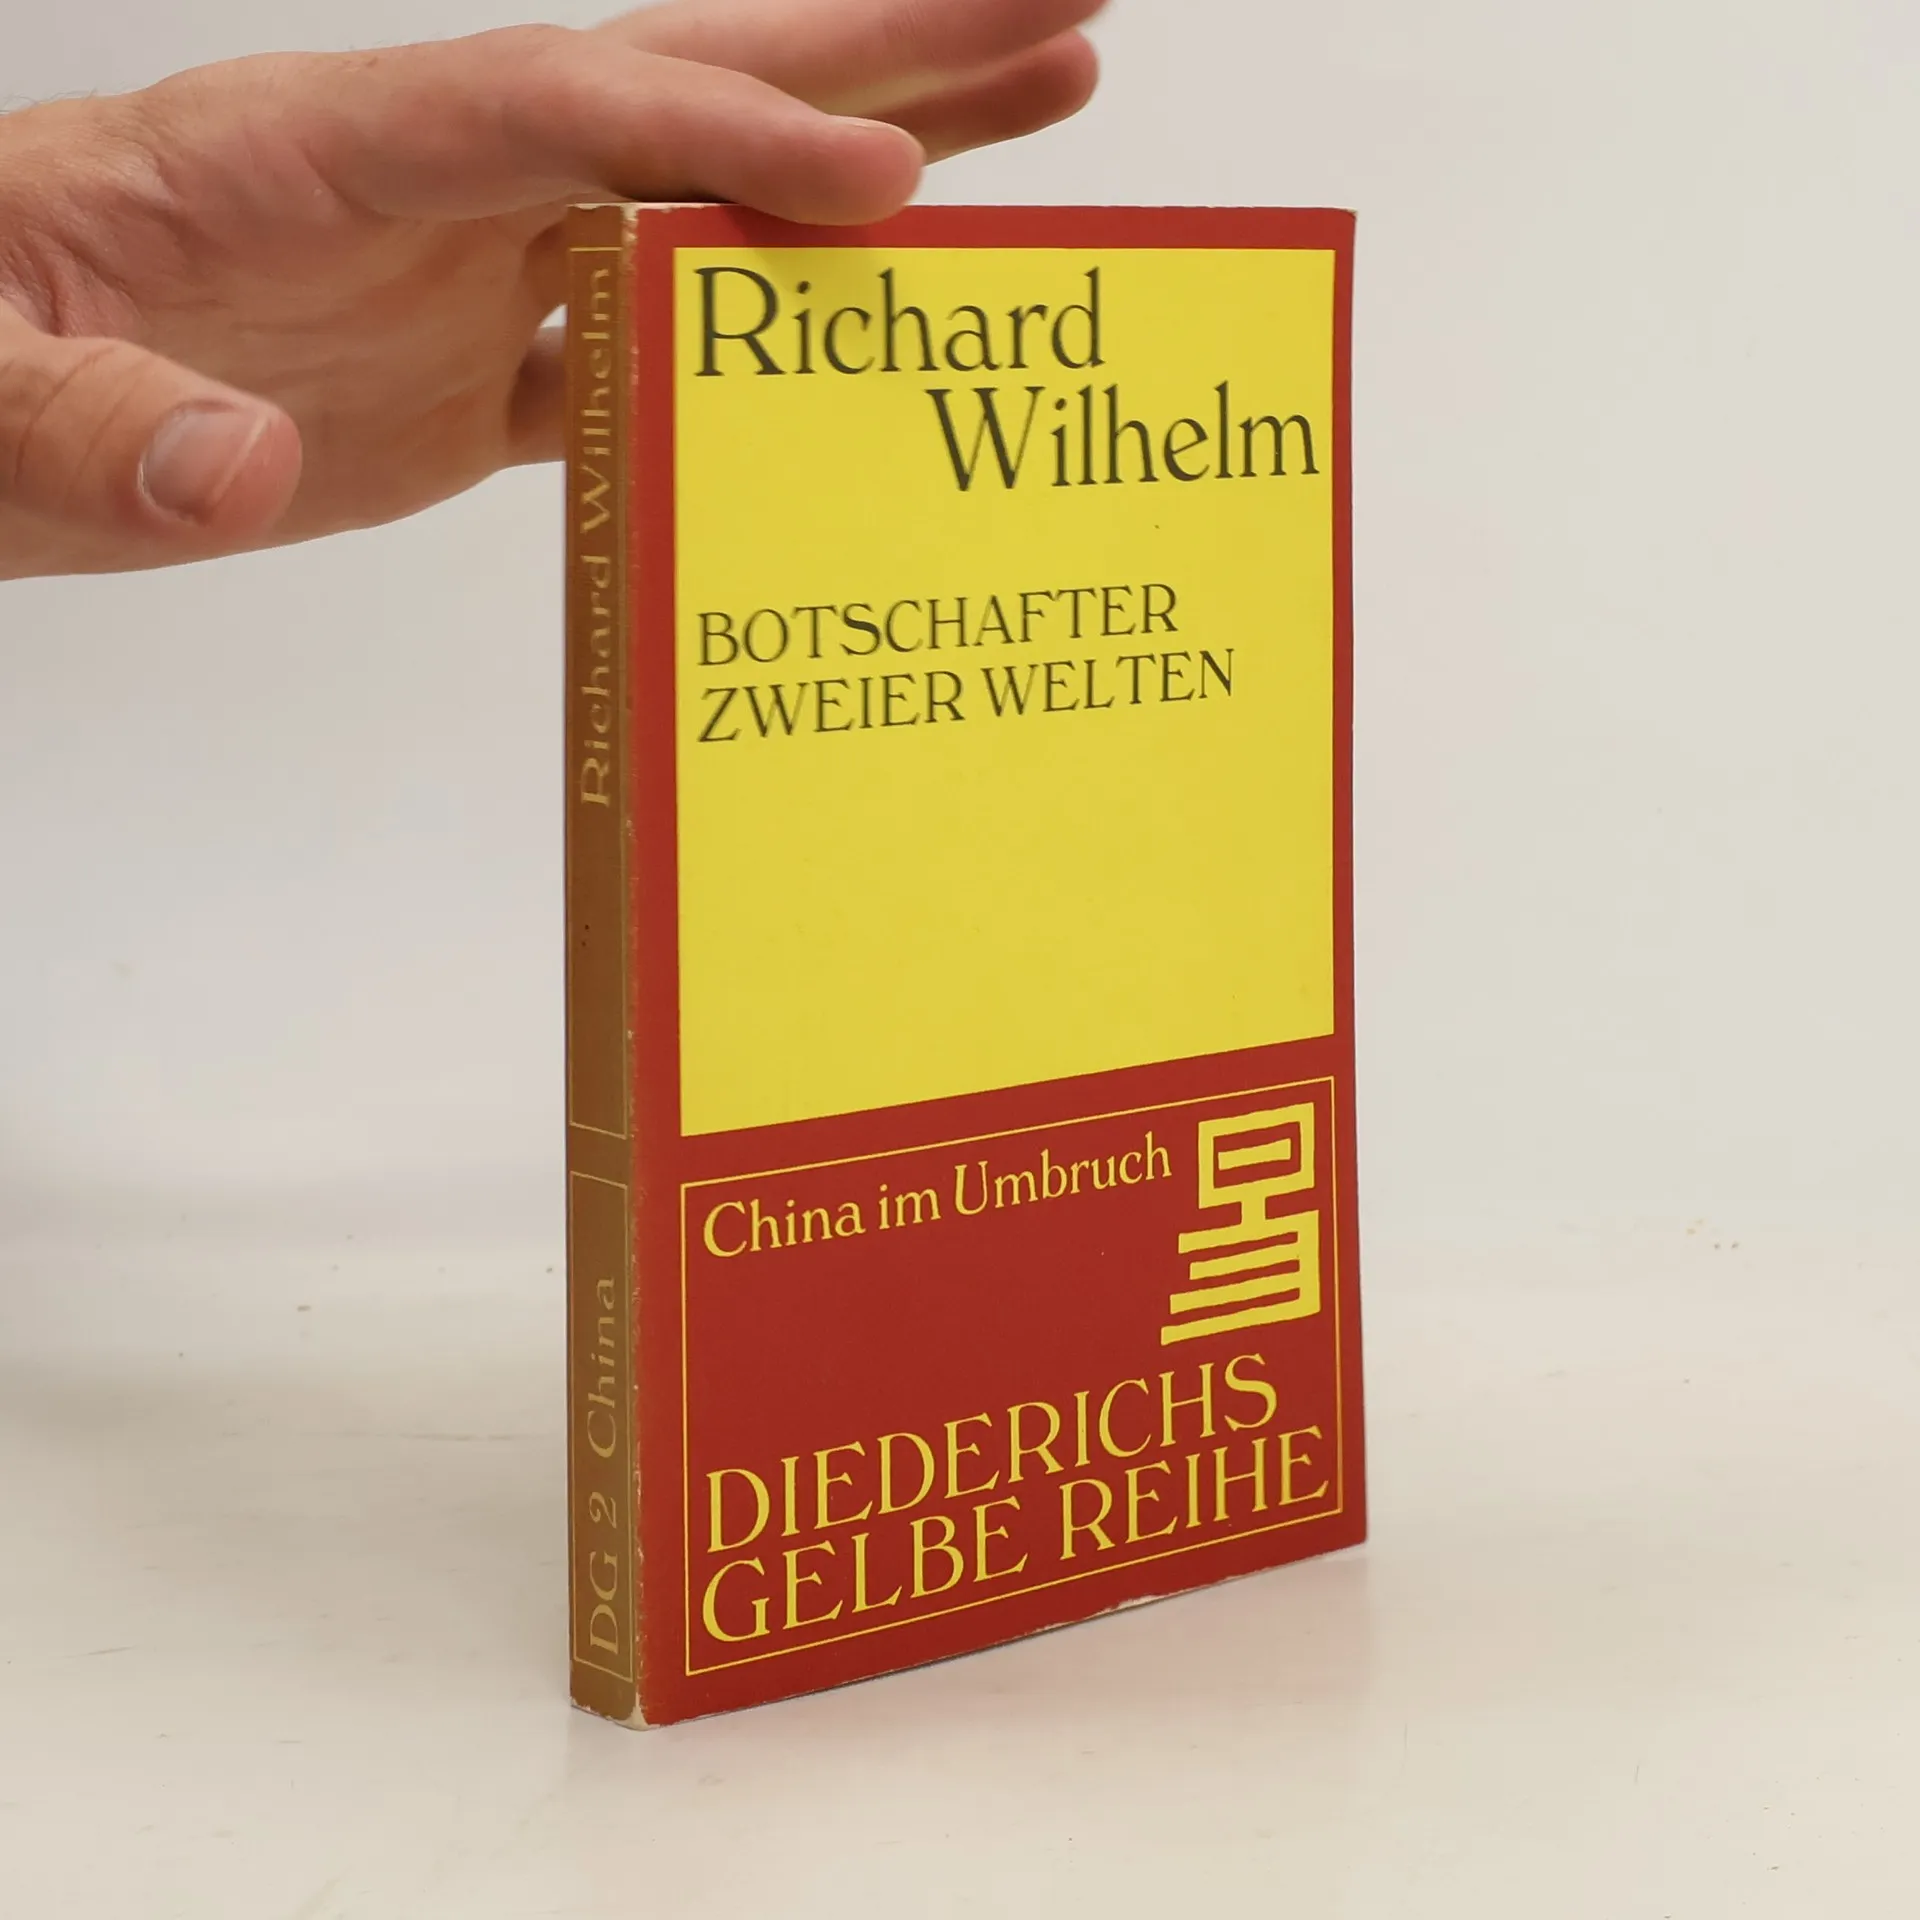 Richard
Wilhelm
BOTSCHAFTER
ZWEIER WELTEN
China im Umbruch
DIEDERICHS
GELBE REIHE
Richard Wilhelm
DG 2 China